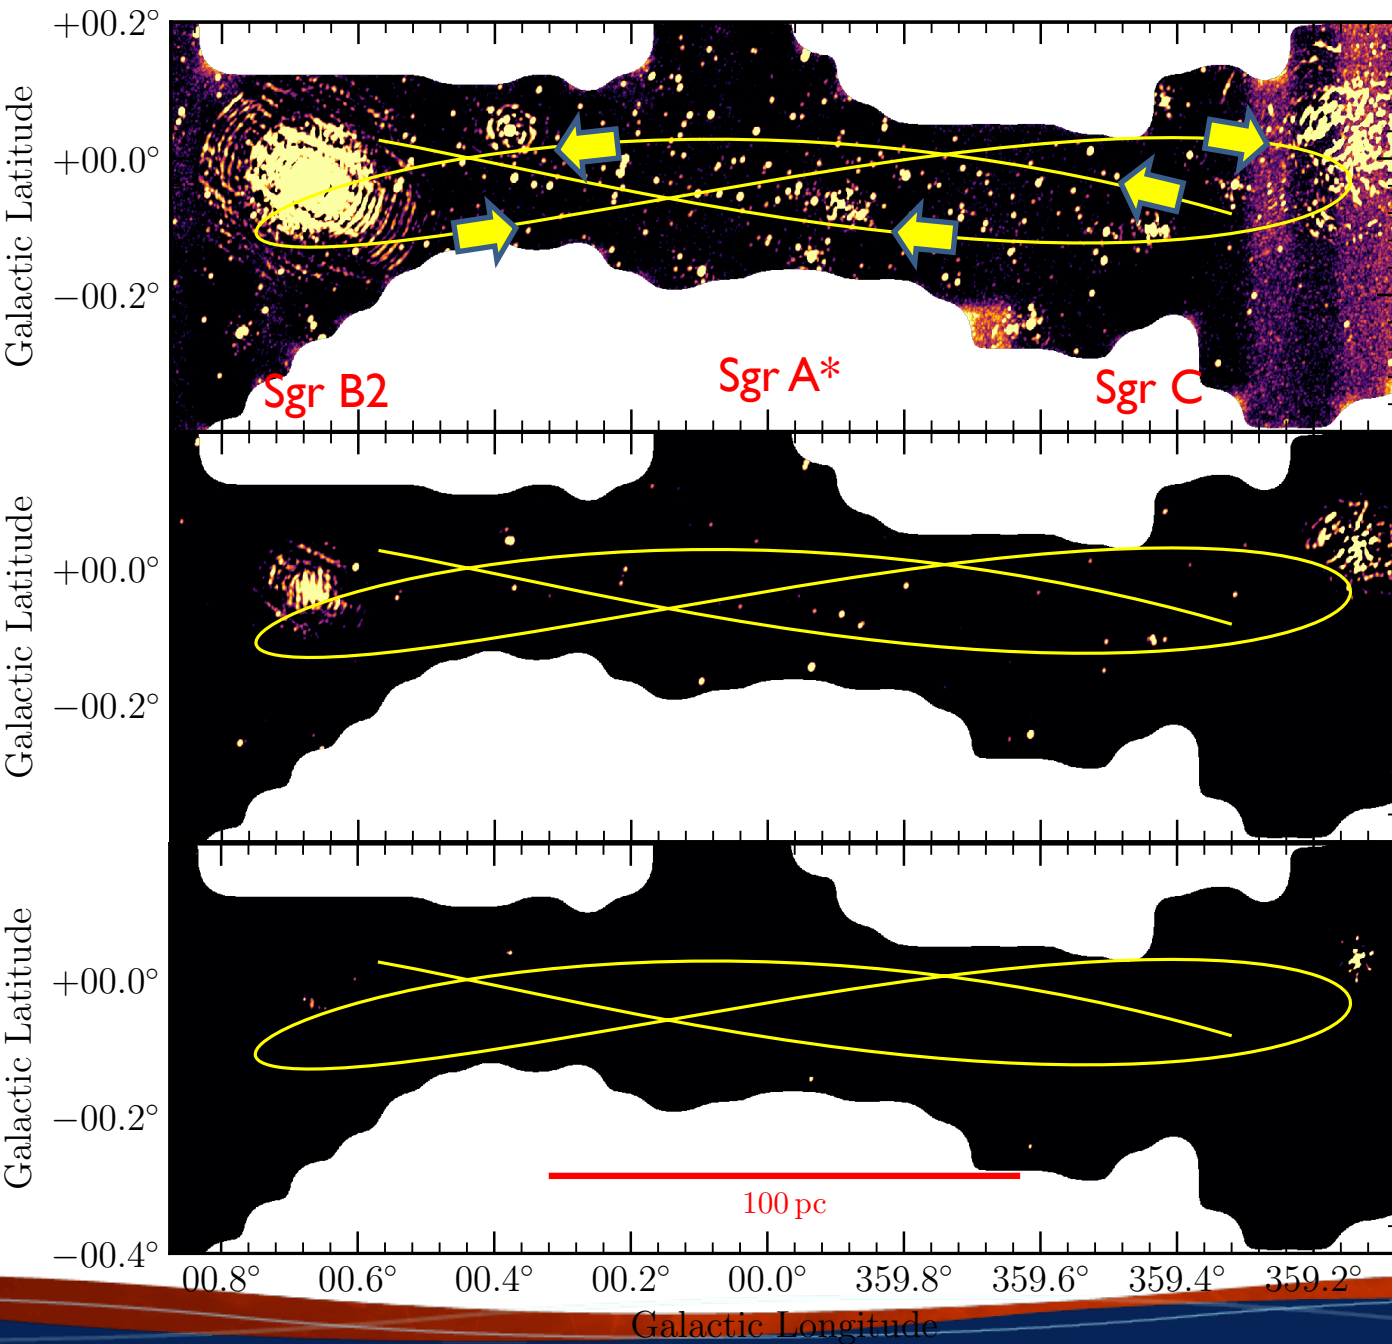 +00.2°
+00.0°
−00.2°
Galactic Latitude
Sgr B2
Sgr A*
Sgr C
+00.0°
−00.2°
Galactic Latitude
+00.0°
−00.2°
−00.4°
Galactic Latitude
100 pc
00.8° 00.6° 00.4° 00.2° 00.0° 359.8° 359.6° 359.4° 359.2°
Galactic Longitude